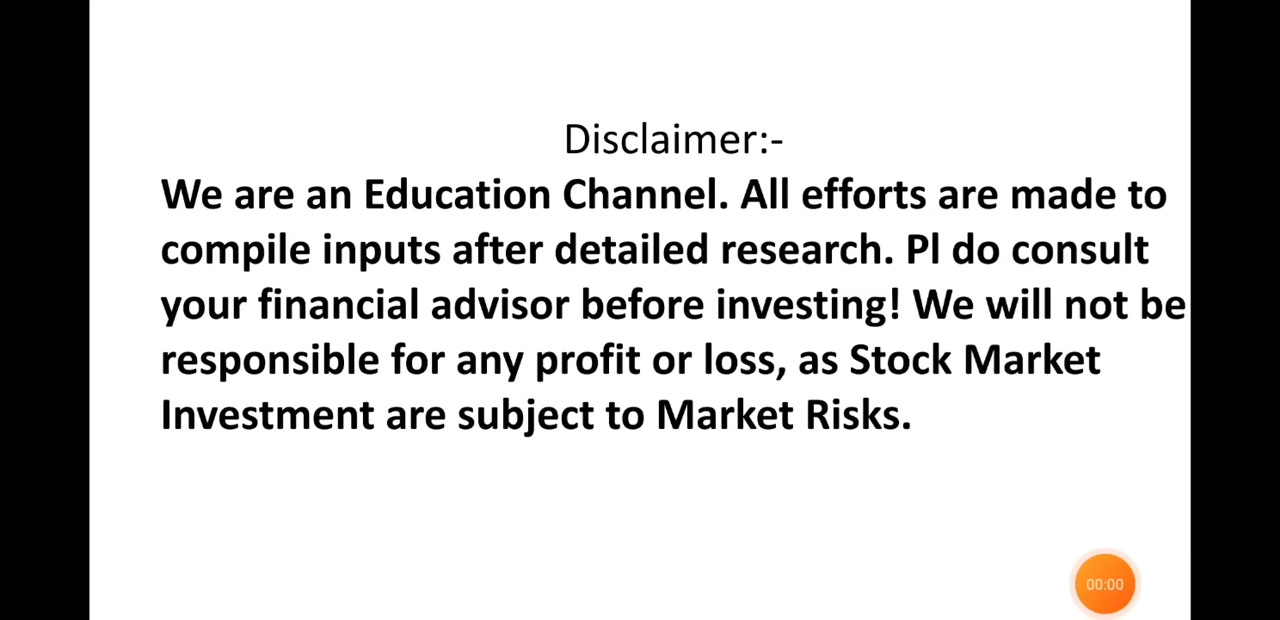 Disclaimer:-
We are an Education Channel. All efforts are made to
compile inputs after detailed research. Pl do consult
your financial advisor before investing! We will not be
responsible for any profit or loss, as Stock Market
Investment are subject to Market Risks.
00:00